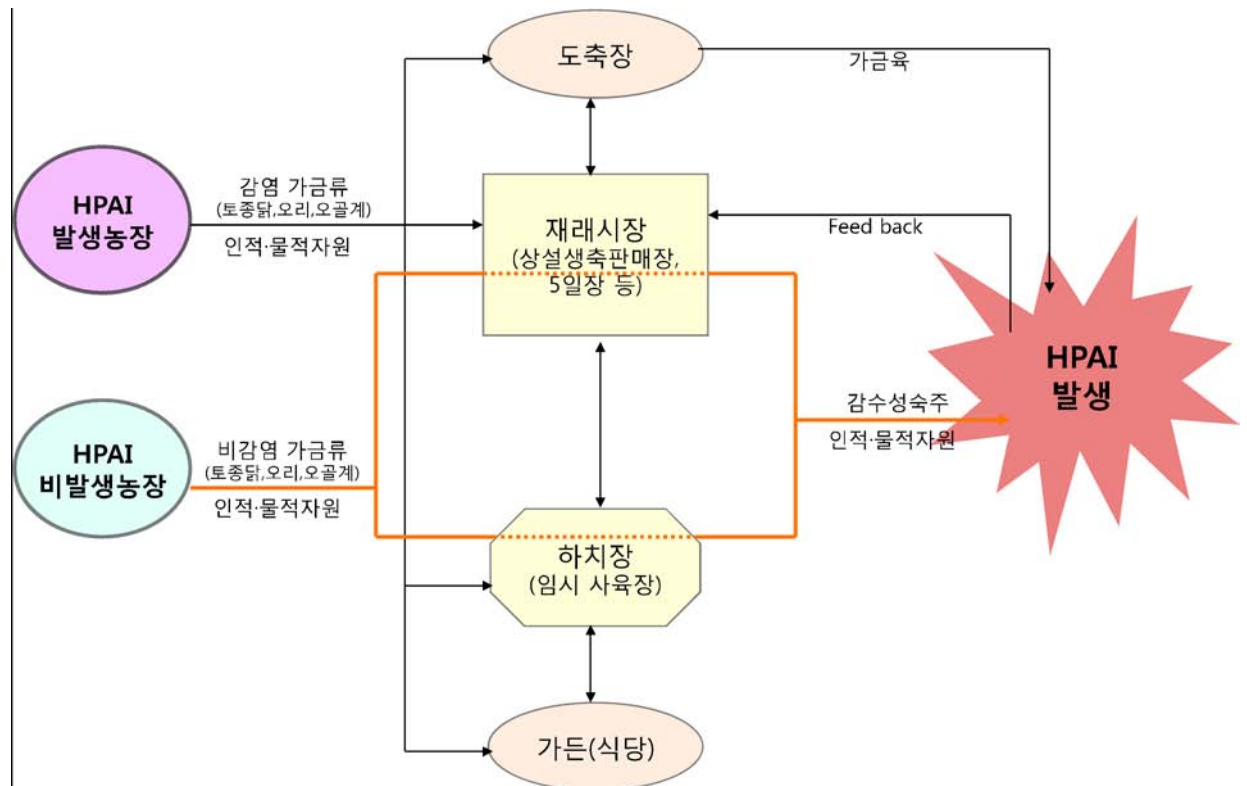 도축장
가금육
HPAI
발생농장
감염 가금류
(토종닭,오리,오골계)
인적·물적자원
재래시장
(상설생축판매장,
5일장 등)
Feed back
HPAI
발생
HPAI
비발생농장
비감염 가금류
(토종닭,오리,오골계)
인적·물적자원
감수성숙주
인적·물적자원
하치장
(임시 사육장)
가든(식당)